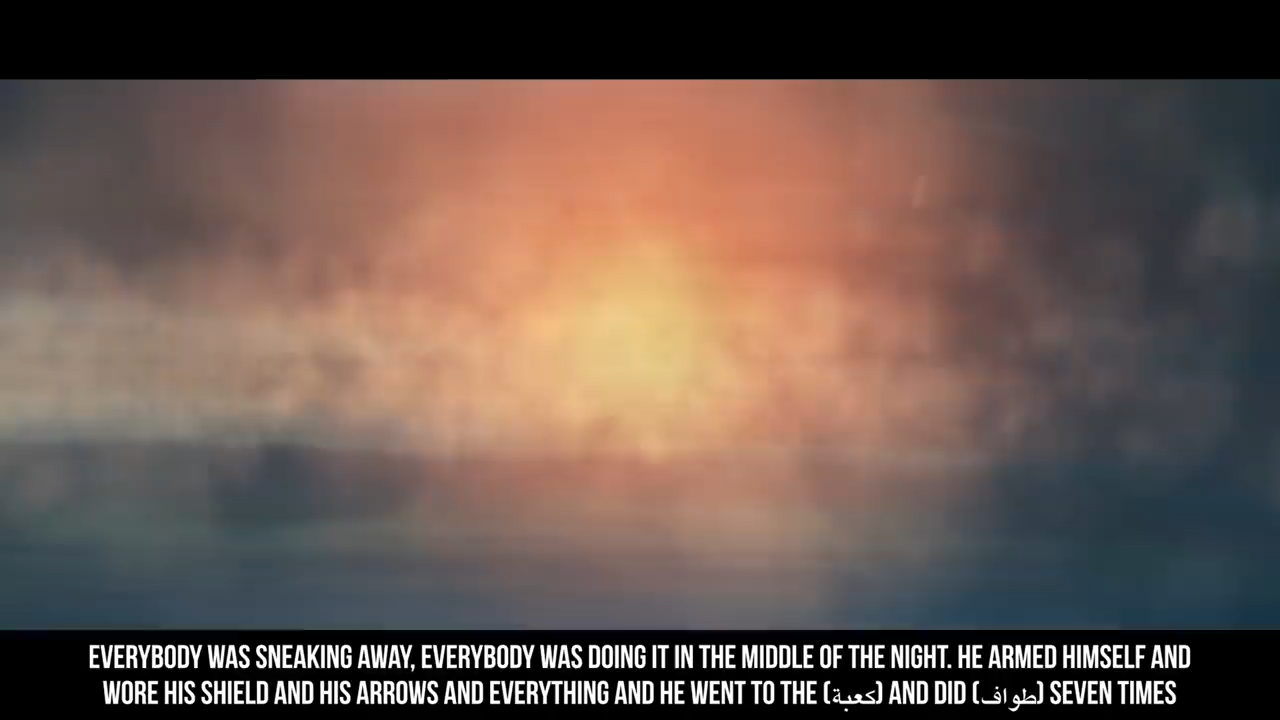 EVERYBODY WAS SNEAKING AWAY, EVERYBODY WAS DOING IT IN THE MIDDLE OF THE NIGHT. HE ARMED HIMSELF AND
WORE HIS SHIELD AND HIS ARROWS AND EVERYTHING AND HE WENT TO THE (كعبة) AND DID (طواف) SEVEN TIMES